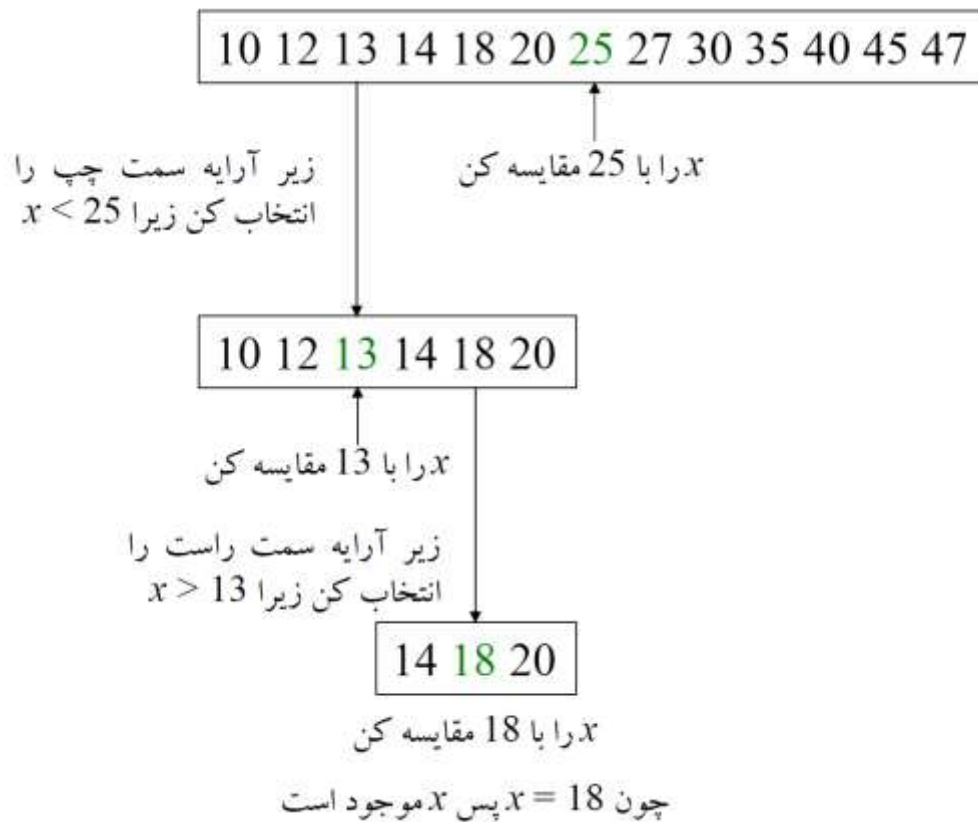 10 12 13 14 18 20 25 27 30 35 40 45 47
x را با 25 مقایسه کن
زیر آرایه سمت چپ را
انتخاب کن زیرا x < 25
10 12 13 14 18 20
x را با 13 مقایسه کن
زیر آرایه سمت راست را
انتخاب کن زیرا x > 13
14 18 20
x را با 18 مقایسه کن
چون x = 18 پس x موجود است